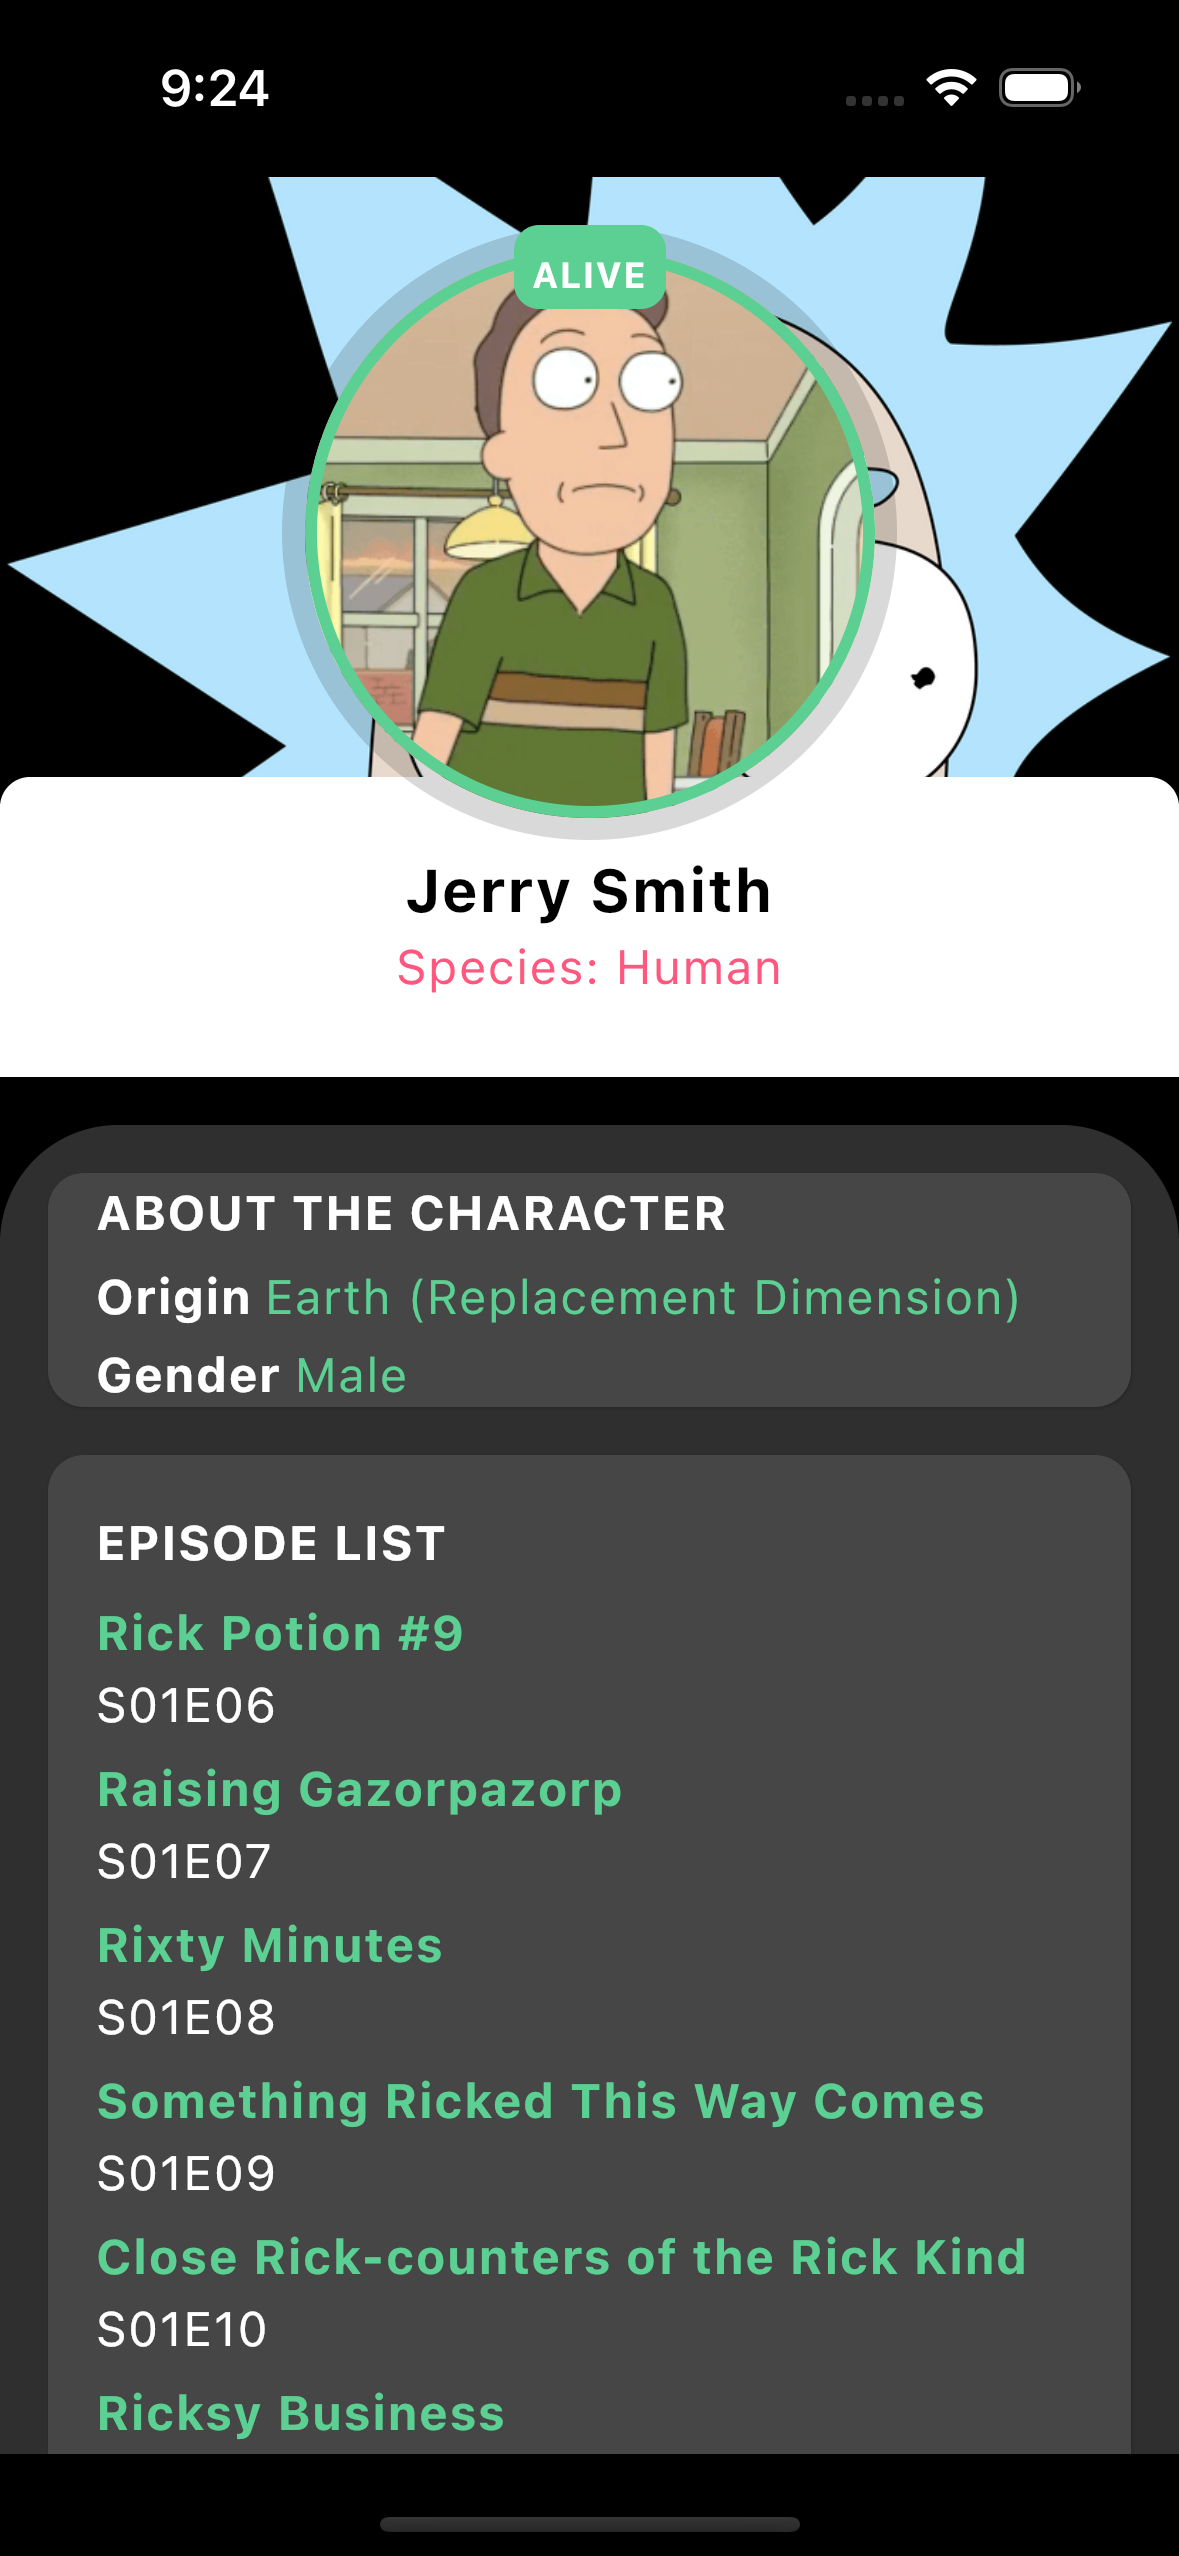 9:24
ALIVE
Jerry Smith
Species: Human
ABOUT THE CHARACTER
Origin Earth (Replacement Dimension)
Gender Male
EPISODE LIST
Rick Potion #9
S01E06
Raising Gazorpazorp
S01E07
Rixty Minutes
S01E08
Something Ricked This Way Comes
S01E09
Close Rick-counters of the Rick Kind
S01E10
Ricksy Business